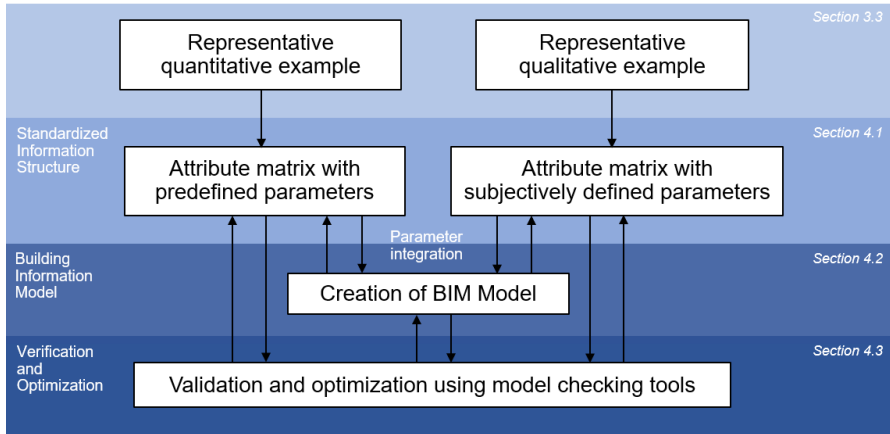 Section 3.3
Representative
quantitative example
Representative
qualitative example
Standardized
Information
Structure
Section 4.1
Attribute matrix with
predefined parameters
Attribute matrix with
subjectively defined parameters
Parameter
integration
Building
Information
Model
Section 4.2
Creation of BIM Model
Verification
and
Optimization
Section 4.3
Validation and optimization using model checking tools